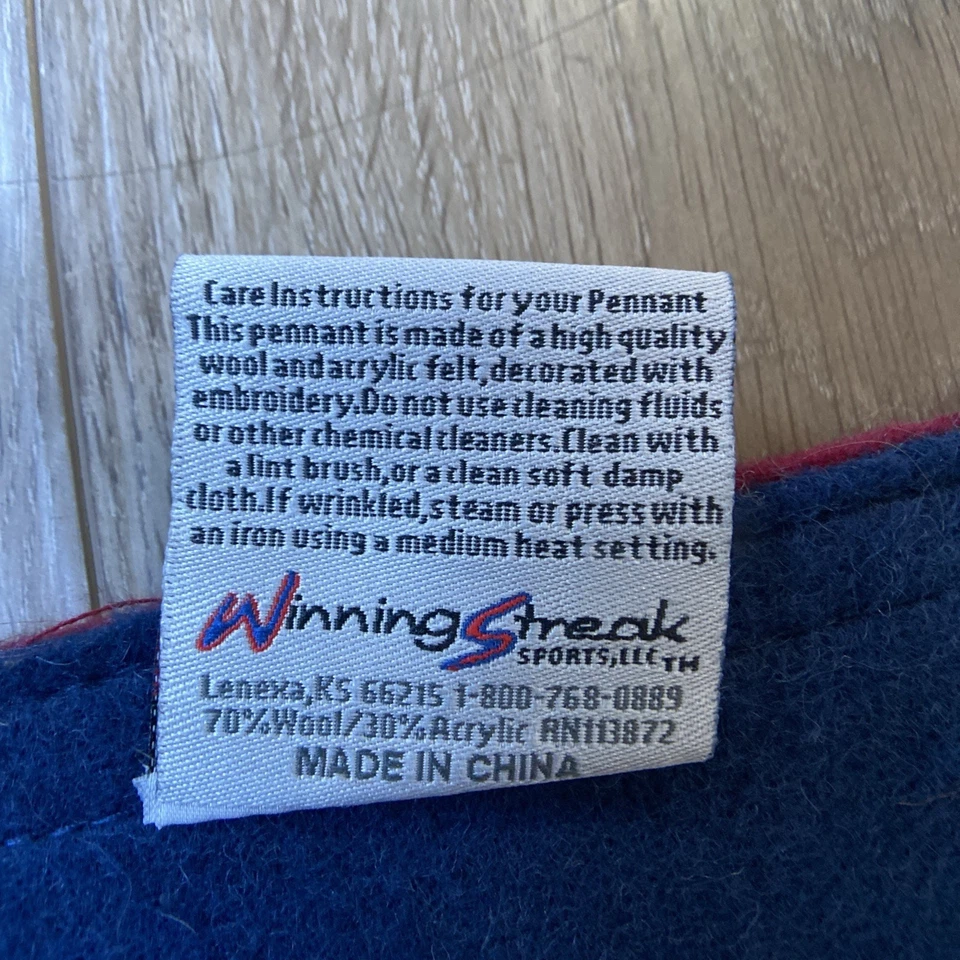 Care Instructions for your Pennant
This pennant is made of a high quality
wool and acrylic felt, decorated with
embroidery. Do not use cleaning fluids
or other chemical cleaners. Clean with
a lint brush, or a clean soft damp
cloth. If wrinkled, steam or press with
an iron using a medium heat setting.
Winning Streak
SPORTS, LLC TM
Lenexa, KS 66215 1-800-768-0889
70% Wool/30% Acrylic RN113872
MADE IN CHINA